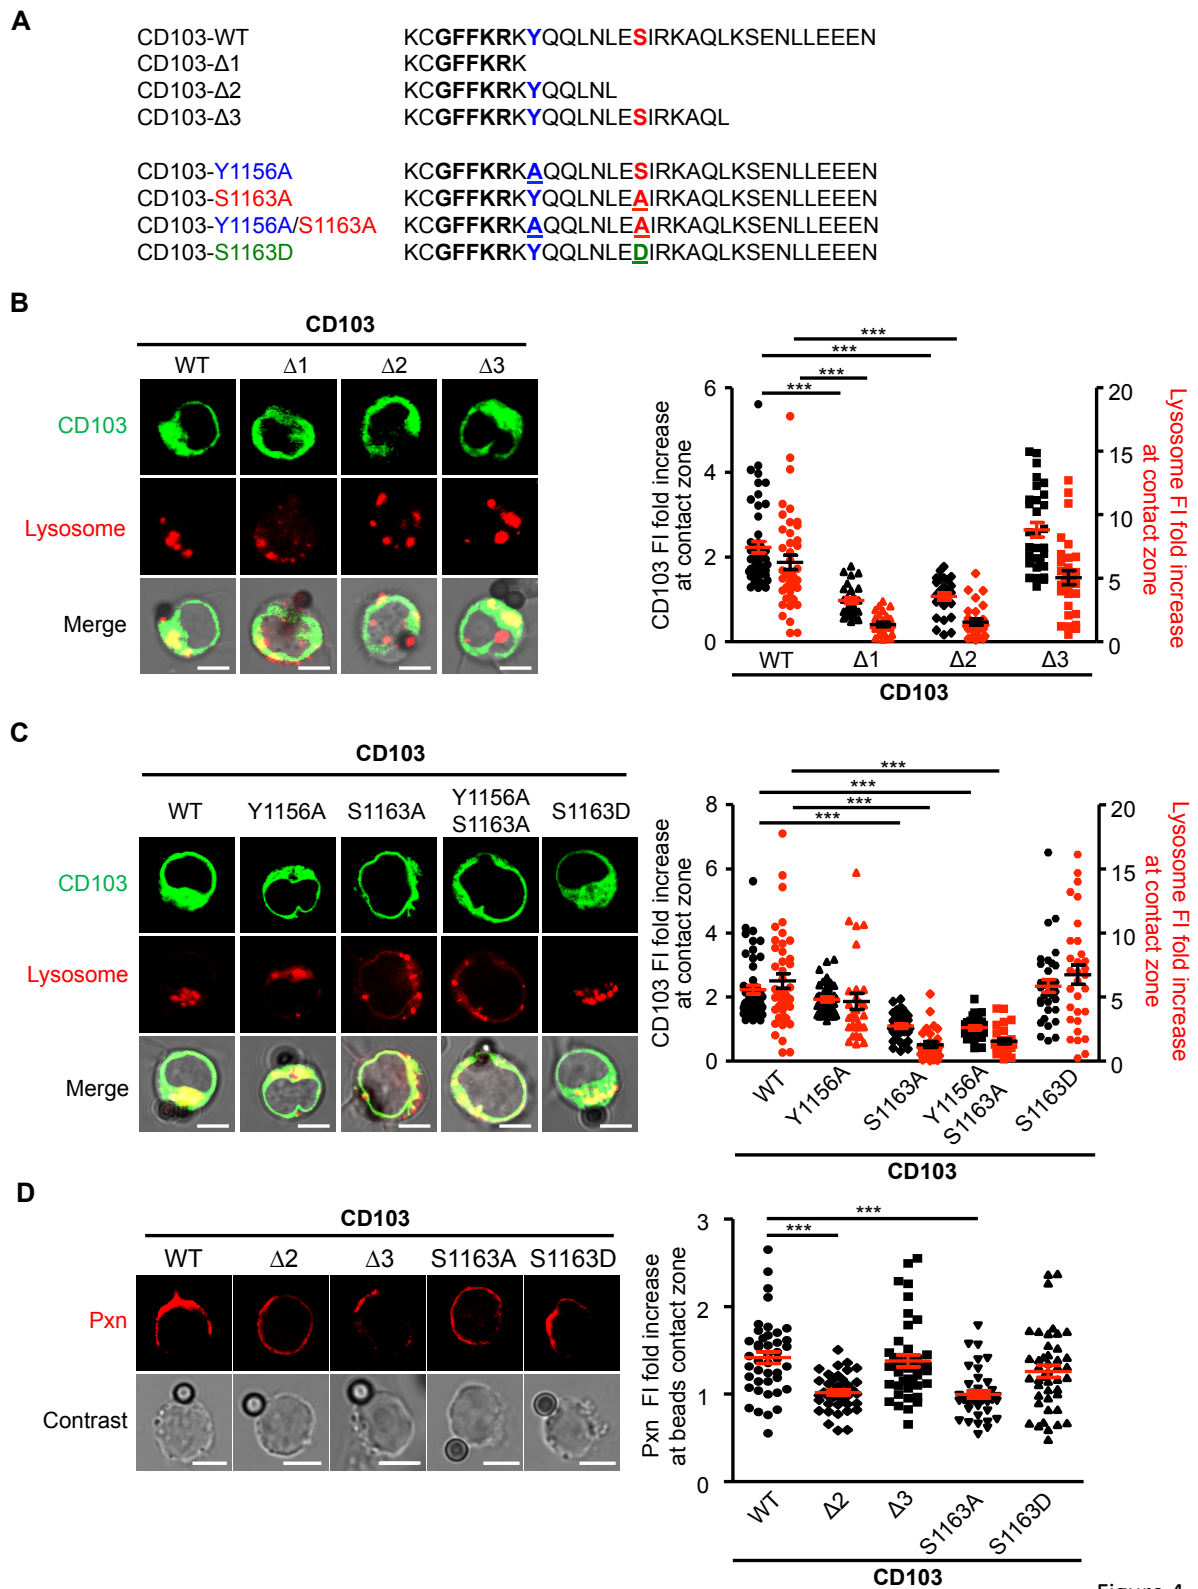 A
CD103-WT KCGFFKRKYQQLNLESIRKAQLKSENLLEEEN
CD103-Δ1 KCGFFKRK
CD103-Δ2 KCGFFKRKYQQLNL
CD103-Δ3 KCGFFKRKYQQLNLESIRKAQL
CD103-Y1156A KCGFFKRKAQQLNLESIRKAQLKSENLLEEEN
CD103-S1163A KCGFFKRKYQQLNLEAIRKAQLKSENLLEEEN
CD103-Y1156A/S1163A KCGFFKRKAQQLNLEAIRKAQLKSENLLEEEN
CD103-S1163D KCGFFKRKYQQLNLEDIRKAQLKSENLLEEEN
B
CD103
WT Δ1 Δ2 Δ3
CD103
Lysosome
Merge
***
***
***
***
CD103 FI fold increase
at contact zone
6
4
2
0
20
15
10
5
0
Lysosome FI fold increase
at contact zone
WT Δ1 Δ2 Δ3
CD103
C
CD103
WT Y1156A S1163A Y1156A S1163A S1163D
CD103
Lysosome
Merge
***
***
***
***
CD103 FI fold increase
at contact zone
8
6
4
2
0
20
15
10
5
0
Lysosome FI fold increase
at contact zone
WT Y1156A S1163A Y1156A S1163A S1163D
CD103
D
CD103
WT Δ2 Δ3 S1163A S1163D
Pxn
Contrast
***
***
Pxn FI fold increase
at beads contact zone
3
2
1
0
WT Δ2 Δ3 S1163A S1163D
CD103
Figure 4